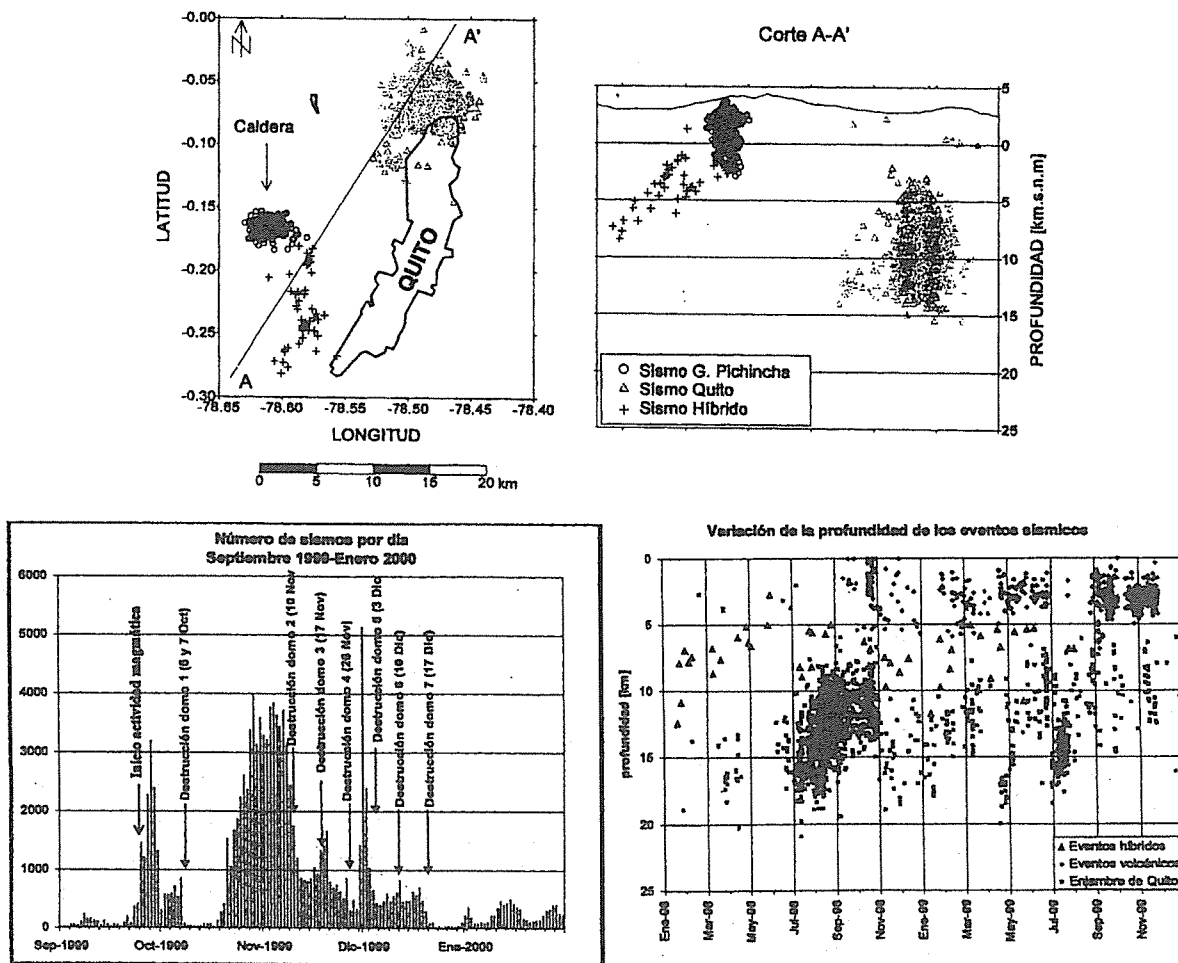 -0.00
-0.05
-0.10
-0.15
-0.20
-0.25
-0.30
LATITUD
N
A'
Caldera
QUITO
A
-78.65
-78.60
-78.55
-78.50
-78.45
-78.40
LONGITUD
0 5 10 15 20 km
Corte A-A'
5
0
5
10
15
20
25
PROFUNDIDAD [km.s.n.m]
Sismo G. Pichincha
Sismo Quito
Sismo Híbrido
Número de sismos por dia
Septiembre 1999-Enero 2000
6000
5000
4000
3000
2000
1000
0
Inico actividad magmática
Destrucción domo 1 (6 y 7 Oct)
Destrucción domo 2 (10 Nov
Destrucción domo 3 (17 Nov)
Destrucción domo 4 (26 Nov)
Destrucción domo 5 (3 Dic
Destrucción domo 6 (10 Dic)
Destrucción domo 7 (17 Dic)
Sep-1999
Oct-1999
Nov-1999
Dic-1999
Ene-2000
Variación de la profundidad de los eventos sísmicos
0
5
10
15
20
25
profundidad [km]
Eventos híbridos
Eventos volcánicos
Enjambre de Quito
Ene-98
Mar-98
May-98
Jul-98
Sep-98
Nov-98
Ene-99
Mar-99
May-99
Jul-99
Sep-99
Nov-99